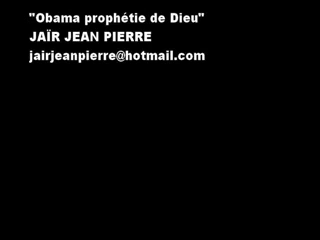 "Obama prophétie de Dieu"
JAÏR JEAN PIERRE
jairjeanpierre@hotmail.com